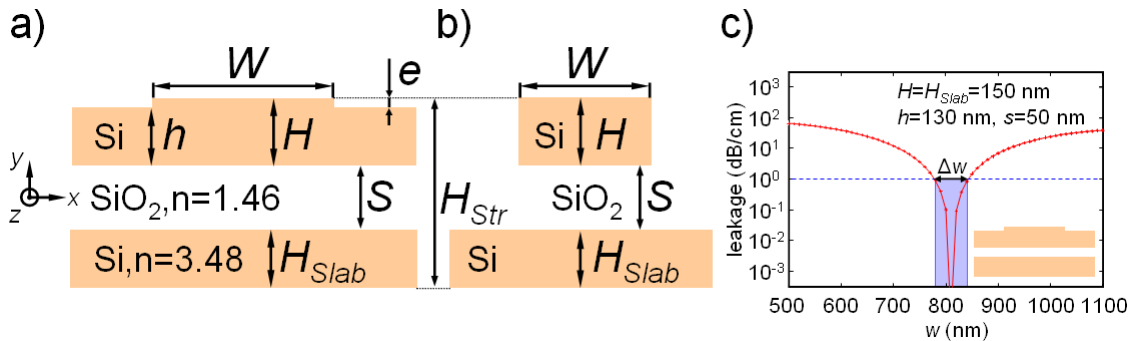 a)
W
e
Si
h
H
y
x
z
SiO2,n=1.46
S
HStr
Si,n=3.48
HSlab
b)
W
Si
H
SiO2
S
Si
HSlab
c)
leakage (dB/cm)
10^3
10^2
10^1
10^0
10^-1
10^-2
10^-3
H=HSlab=150 nm
h=130 nm, s=50 nm
Δw
500 600 700 800 900 1000 1100
w (nm)